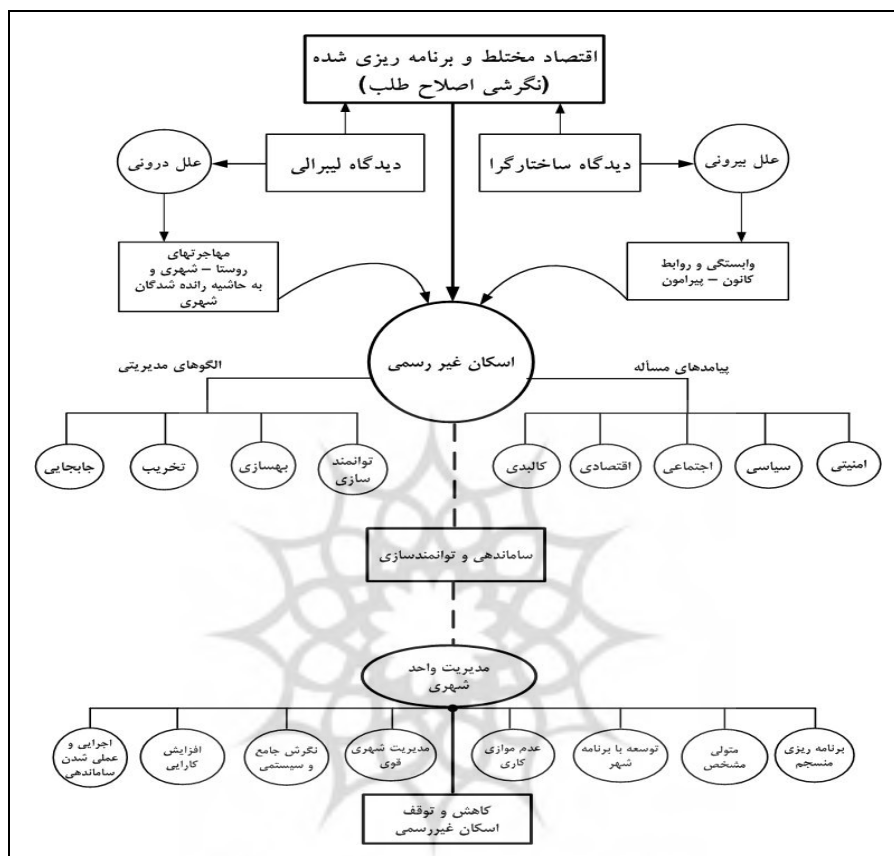 اقتصاد مختلط و برنامه ریزی شده
(نگرشی اصلاح طلب)
علل بیرونی
دیدگاه ساختارگرا
دیدگاه لیبرالی
علل درونی
وابستگی و روابط
کانون – پیرامون
مهاجرتهای
روستا – شهری و
به حاشیه رانده شدگان
شهری
اسکان غیر رسمی
پیامدهای مسأله
الگوهای مدیریتی
امنیتی
سیاسی
اجتماعی
اقتصادی
کالبدی
توانمند
سازی
بهسازی
تخریب
جابجایی
ساماندهی و توانمندسازی
مدیریت واحد
شهری
برنامه ریزی
منسجم
متولی
مشخص
توسعه با برنامه
شهر
عدم موازی
کاری
مدیریت شهری
قوی
نگرش جامع
و سیستمی
افزایش
کارایی
اجرایی و
عملی شدن
ساماندهی
کاهش و توقف
اسکان غیررسمی